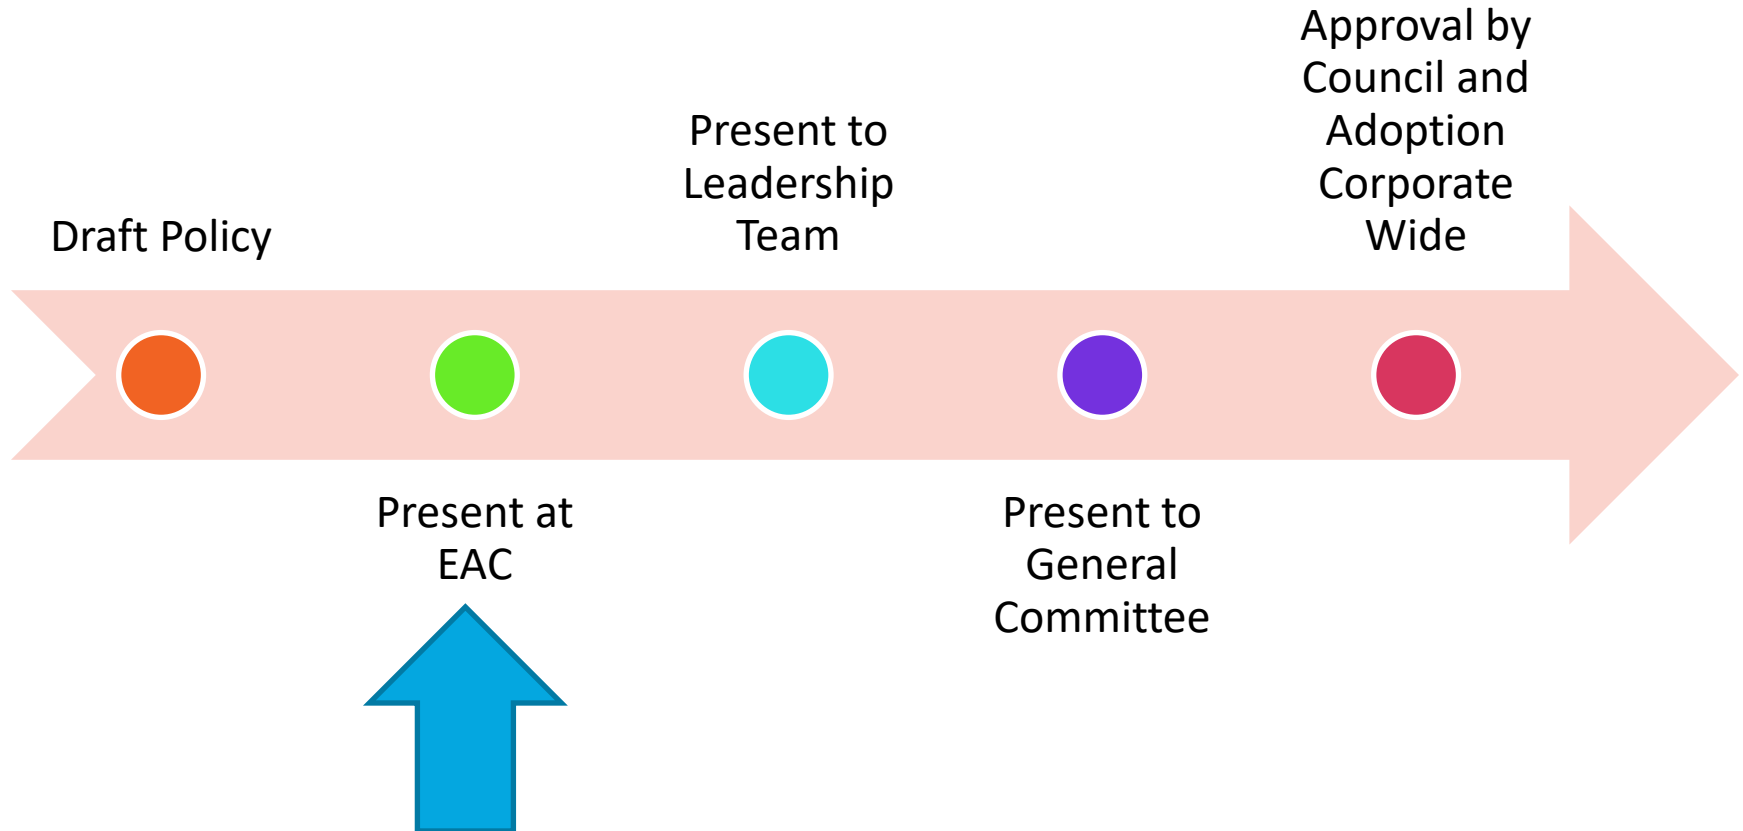 Draft Policy
Present at
EAC
Present to
Leadership
Team
Present to
General
Committee
Approval by
Council and
Adoption
Corporate
Wide